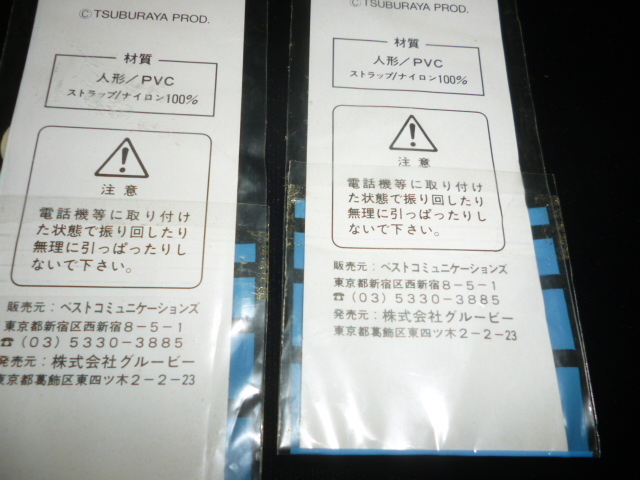 © TSUBURAYA PROD.
材質
人形／PVC
ストラップ/ナイロン100%
注意
電話機等に取り付け
た状態で振り回したり
無理に引っぱったりし
ないで下さい。
販売元：ベストコミュニケーションズ
東京都新宿区西新宿8-5-1
☎(03)5330-3885
発売元：株式会社グルービー
東京都葛飾区東四ツ木2-2-23
© TSUBURAYA PROD.
材質
人形／PVC
ストラップ/ナイロン100%
注意
電話機等に取り付け
た状態で振り回したり
無理に引っぱったりし
ないで下さい。
販売元：ベストコミュニケーションズ
東京都新宿区西新宿8-5-1
☎(03)5330-3885
発売元：株式会社グルービー
東京都葛飾区東四ツ木2-2-23